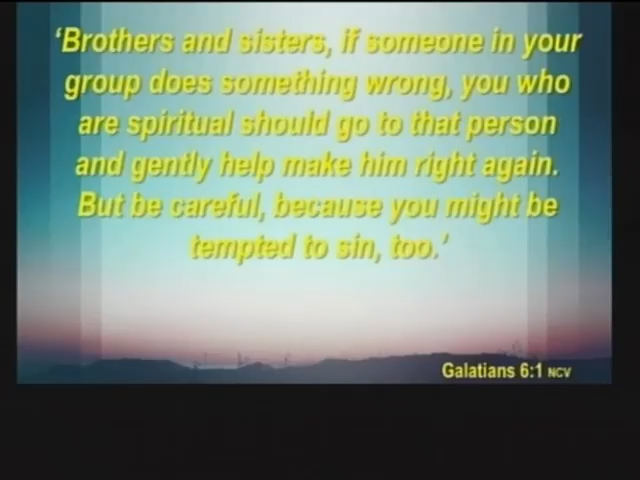 ‘Brothers and sisters, if someone in your
group does something wrong, you who
are spiritual should go to that person
and gently help make him right again.
But be careful, because you might be
tempted to sin, too.’
Galatians 6:1 NCV